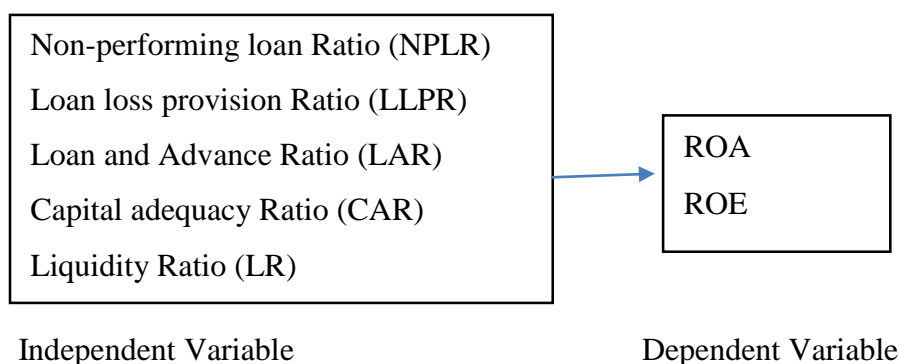 Non-performing loan Ratio (NPLR)
Loan loss provision Ratio (LLPR)
Loan and Advance Ratio (LAR)
Capital adequacy Ratio (CAR)
Liquidity Ratio (LR)
ROA
ROE
Independent Variable
Dependent Variable